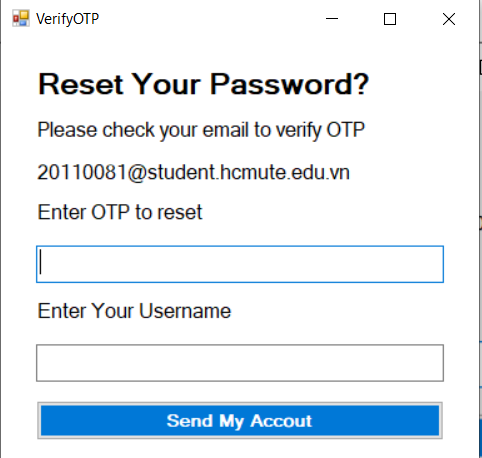 VerifyOTP
Reset Your Password?
Please check your email to verify OTP
20110081@student.hcmute.edu.vn
Enter OTP to reset
Enter Your Username
Send My Accout